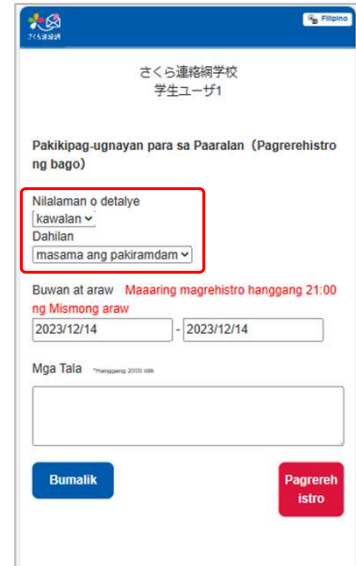 さくら連絡網
Filipino
さくら連絡網学校
学生ユーザ1
Pakikipag-ugnayan para sa Paaralan（Pagrerehistro
ng bago）
Nilalaman o detalye
kawalan
Dahilan
masama ang pakiramdam
Buwan at araw Maaaring magrehistro hanggang 21:00
ng Mismong araw
2023/12/14 - 2023/12/14
Mga Tala *Hanggang 2000 titik
Bumalik
Pagrereh
istro